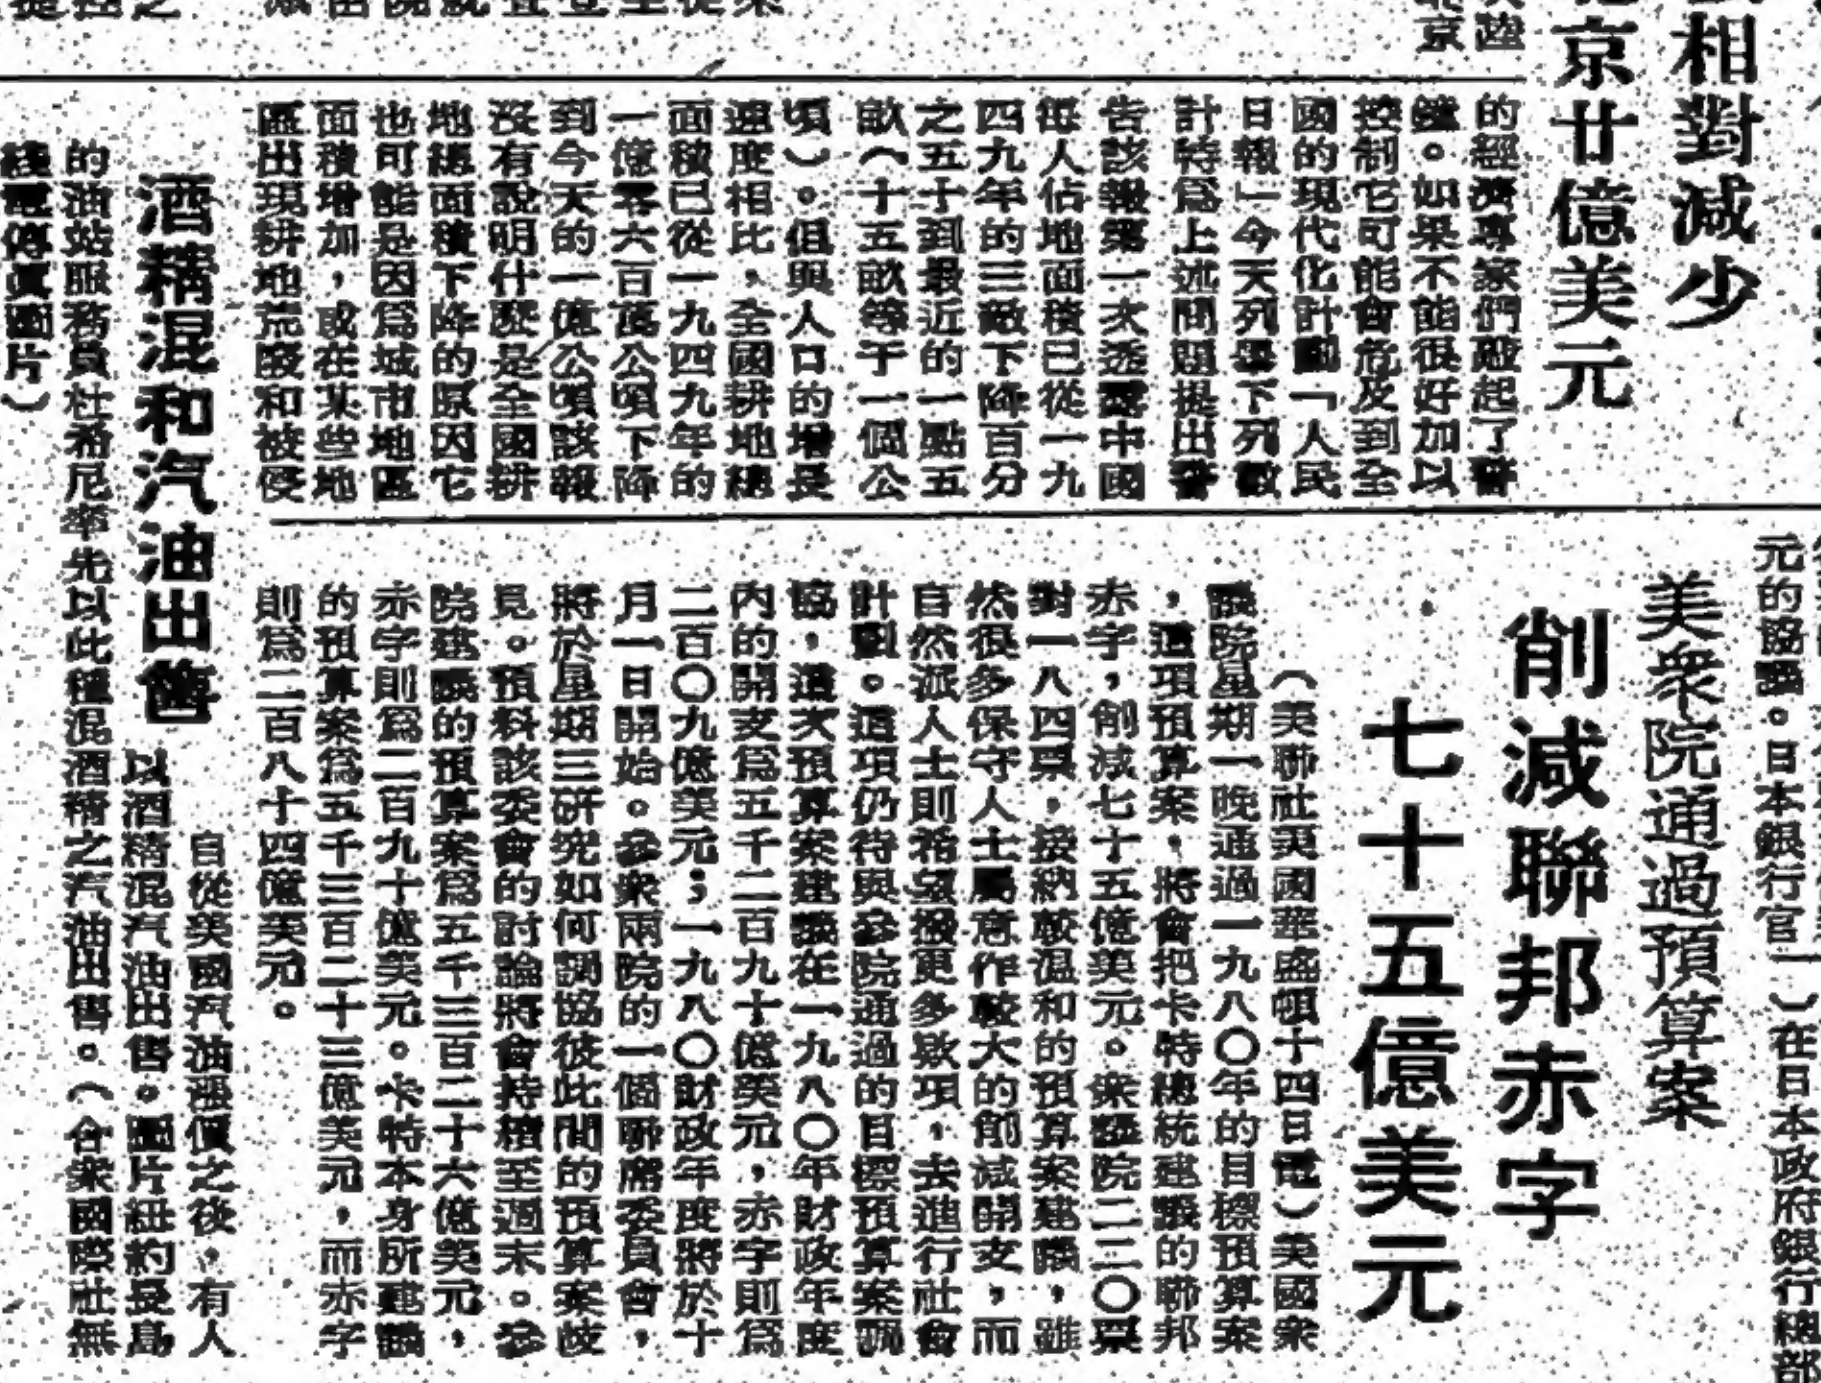 相對減少
京廿億美元
的經濟專家們敲起了警
鐘。如果不能很好加以
控制它可能會危及到全
國的現代化計劃「人民
日報」今天列舉下列數
計特爲上述問題提出警
告該報第一次透露中國
每人佔地面積已從一九
四九年的三畝下降百分
之五十到最近的一點五
畝（十五畝等于一個公
頃）。但與人口的增長
速度相比，全國耕地總
面積已從一九四九年的
一億零六百萬公頃下降
到今天的一億公頃該報
沒有說明什麼是全國耕
地總面積下降的原因它
也可能是因爲城市地區
面積增加，或在某些地
區出現耕地荒廢和被侵
元的協議。日本銀行官一）在日本政府銀行總部
美衆院通過預算案
削減聯邦赤字
七十五億美元
（美聯社美國華盛頓十四日電）美國衆
議院星期一晚通過一九八〇年的目標預算案
，這項預算案，將會把卡特總統建議的聯邦
赤字，削減七十五億美元。衆議院二二〇票
對一八四票，接納較温和的預算案建議，雖
然很多保守人士屬意作較大的削減開支，而
自然派人士則希望撥更多欵項，去進行社會
計劃。這項仍待與參院通過的目標預算案調
協，這次預算案建議在一九八〇年財政年度
內的開支爲五千二百九十億美元，赤字則爲
二百〇九億美元；一九八〇財政年度將於十
月一日開始。參衆兩院的一個聯席委員會，
將於星期三研究如何調協彼此間的預算案歧
見。預料該委會的討論將會持續至週末。參
院建議的預算案爲五千三百二十六億美元，
赤字則爲二百九十億美元。卡特本身所建議
的預算案爲五千三百二十三億美元，而赤字
則爲二百八十四億美元。
酒精混和汽油出售
自從美國汽油漲價之後，有人
以酒精混汽油出售。圖片紐約長島
的油站服務員杜希尼率先以此種混酒精之汽油出售。（合衆國際社無
綫電傳眞圖片）